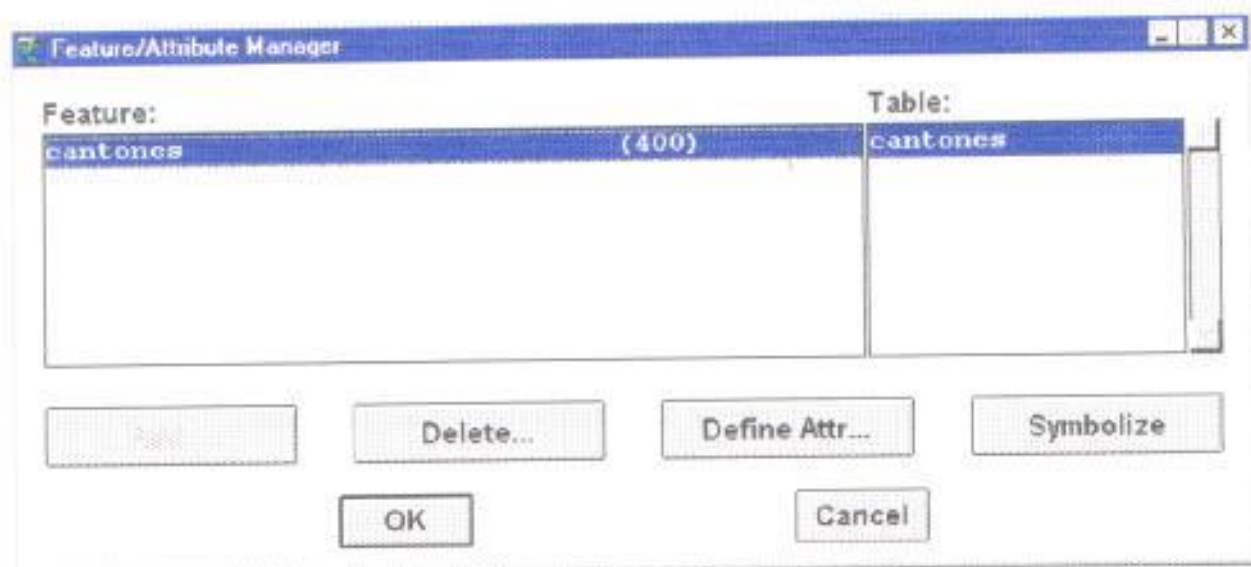 Feature/Attribute Manager
Feature: Table:
cantones (400) cantones
Delete... Define Attr... Symbolize
OK Cancel